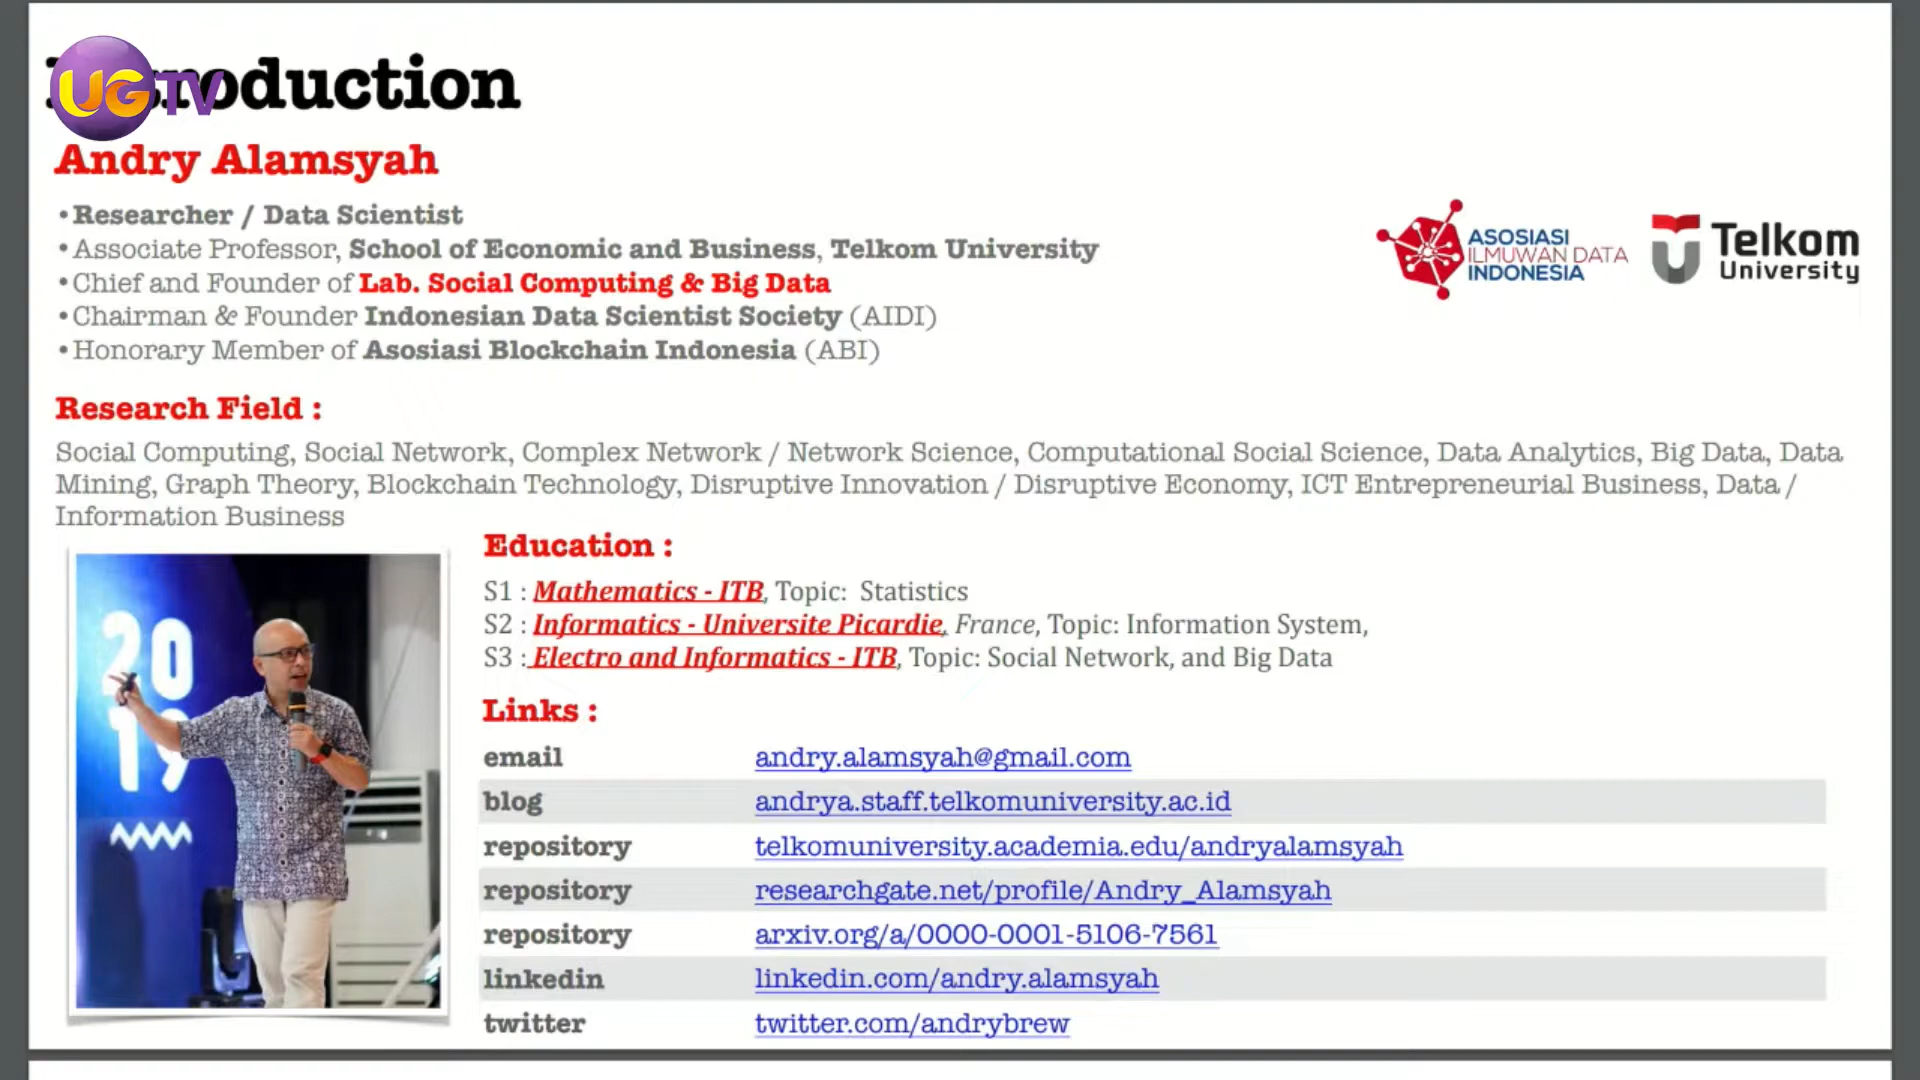 Introduction
UGTV
Andry Alamsyah
•Researcher / Data Scientist
•Associate Professor, School of Economic and Business, Telkom University
•Chief and Founder of Lab. Social Computing & Big Data
•Chairman & Founder Indonesian Data Scientist Society (AIDI)
•Honorary Member of Asosiasi Blockchain Indonesia (ABI)
ASOSIASI
ILMUWAN DATA
INDONESIA
Telkom
University
Research Field :
Social Computing, Social Network, Complex Network / Network Science, Computational Social Science, Data Analytics, Big Data, Data
Mining, Graph Theory, Blockchain Technology, Disruptive Innovation / Disruptive Economy, ICT Entrepreneurial Business, Data /
Information Business
20
19
Education :
S1 : Mathematics - ITB, Topic: Statistics
S2 : Informatics - Universite Picardie, France, Topic: Information System,
S3 : Electro and Informatics - ITB, Topic: Social Network, and Big Data
Links :
email andry.alamsyah@gmail.com
blog andrya.staff.telkomuniversity.ac.id
repository telkomuniversity.academia.edu/andryalamsyah
repository researchgate.net/profile/Andry_Alamsyah
repository arxiv.org/a/0000-0001-5106-7561
linkedin linkedin.com/andry.alamsyah
twitter twitter.com/andrybrew